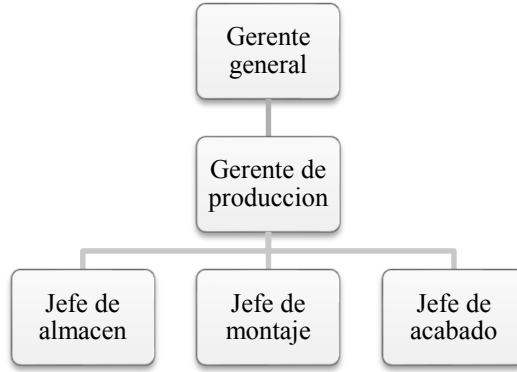 Gerente
general
Gerente de
produccion
Jefe de
almacen
Jefe de
montaje
Jefe de
acabado